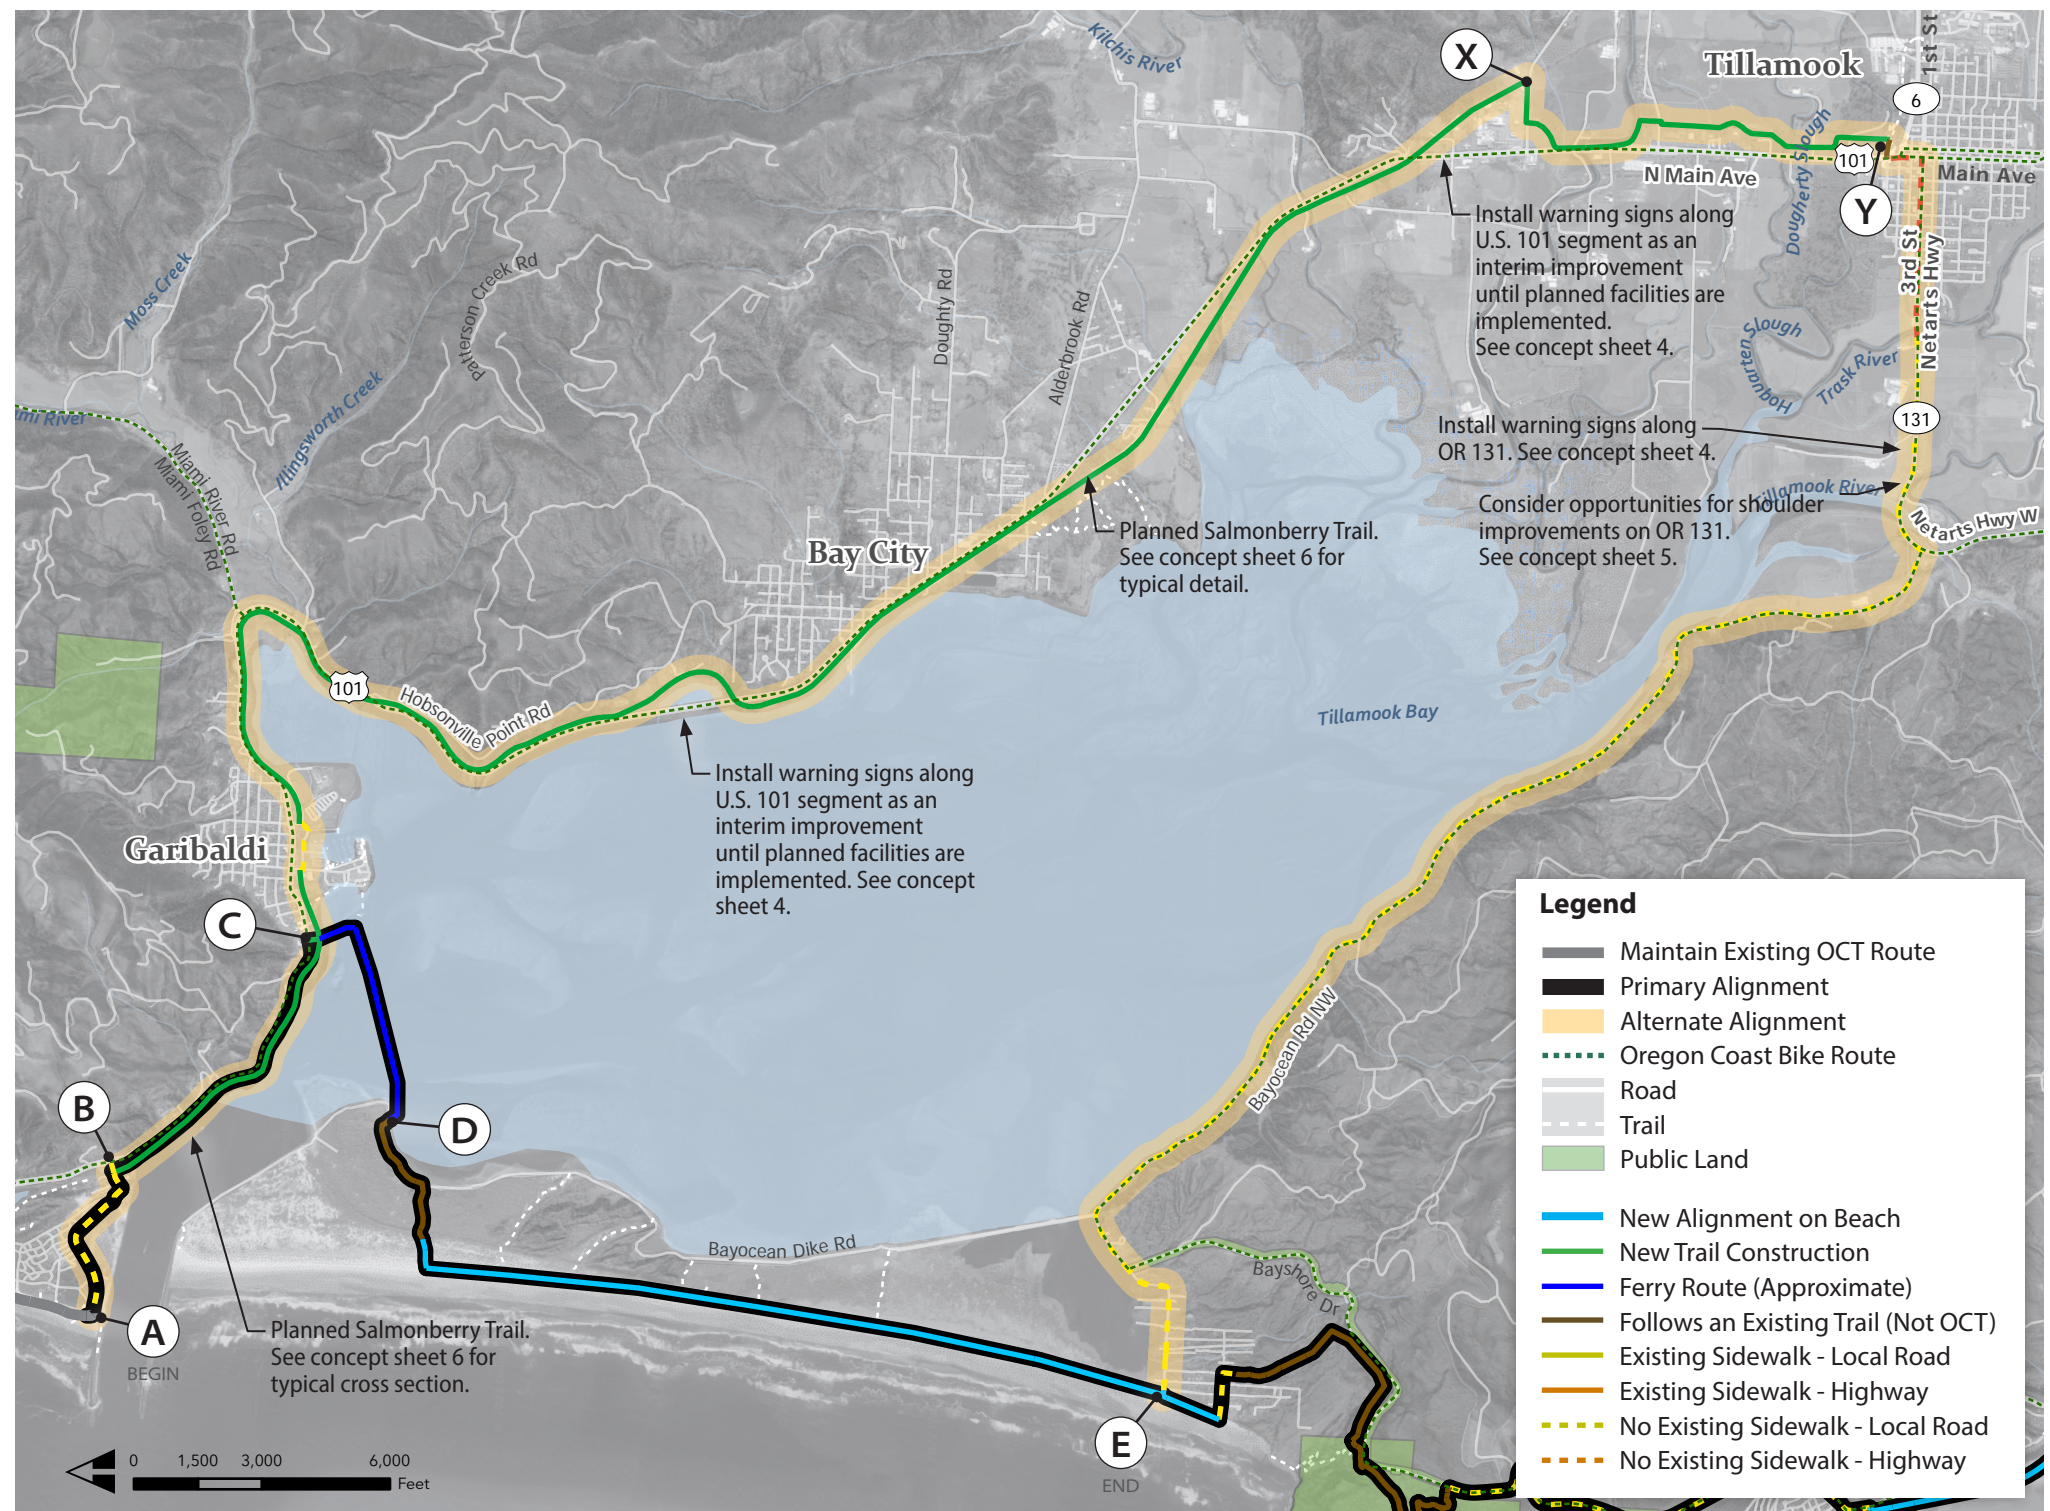 Kilchis River
X
Tillamook
1st St
6
Dougherty Slough
101
N Main Ave
Main Ave
Y
Install warning signs along
U.S. 101 segment as an
interim improvement
until planned facilities are
implemented.
See concept sheet 4.
3rd St
Netarts Hwy
Moss Creek
Patterson Creek Rd
Doughty Rd
Alderbrook Rd
Hoquarten Slough
Trask River
131
Illingsworth Creek
Install warning signs along
OR 131. See concept sheet 4.
mi River
Miami River Rd
Miami Foley Rd
Tillamook River
Consider opportunities for shoulder
improvements on OR 131.
See concept sheet 5.
Netarts Hwy W
Planned Salmonberry Trail.
See concept sheet 6 for
typical detail.
Bay City
101
Hobsonville Point Rd
Tillamook Bay
Install warning signs along
U.S. 101 segment as an
interim improvement
until planned facilities are
implemented. See concept
sheet 4.
Garibaldi
C
Bayocean Rd NW
B
D
Bayocean Dike Rd
Bayshore Dr
A
BEGIN
Planned Salmonberry Trail.
See concept sheet 6 for
typical cross section.
E
END
0 1,500 3,000 6,000
Feet
Legend
Maintain Existing OCT Route
Primary Alignment
Alternate Alignment
Oregon Coast Bike Route
Road
Trail
Public Land
New Alignment on Beach
New Trail Construction
Ferry Route (Approximate)
Follows an Existing Trail (Not OCT)
Existing Sidewalk - Local Road
Existing Sidewalk - Highway
No Existing Sidewalk - Local Road
No Existing Sidewalk - Highway